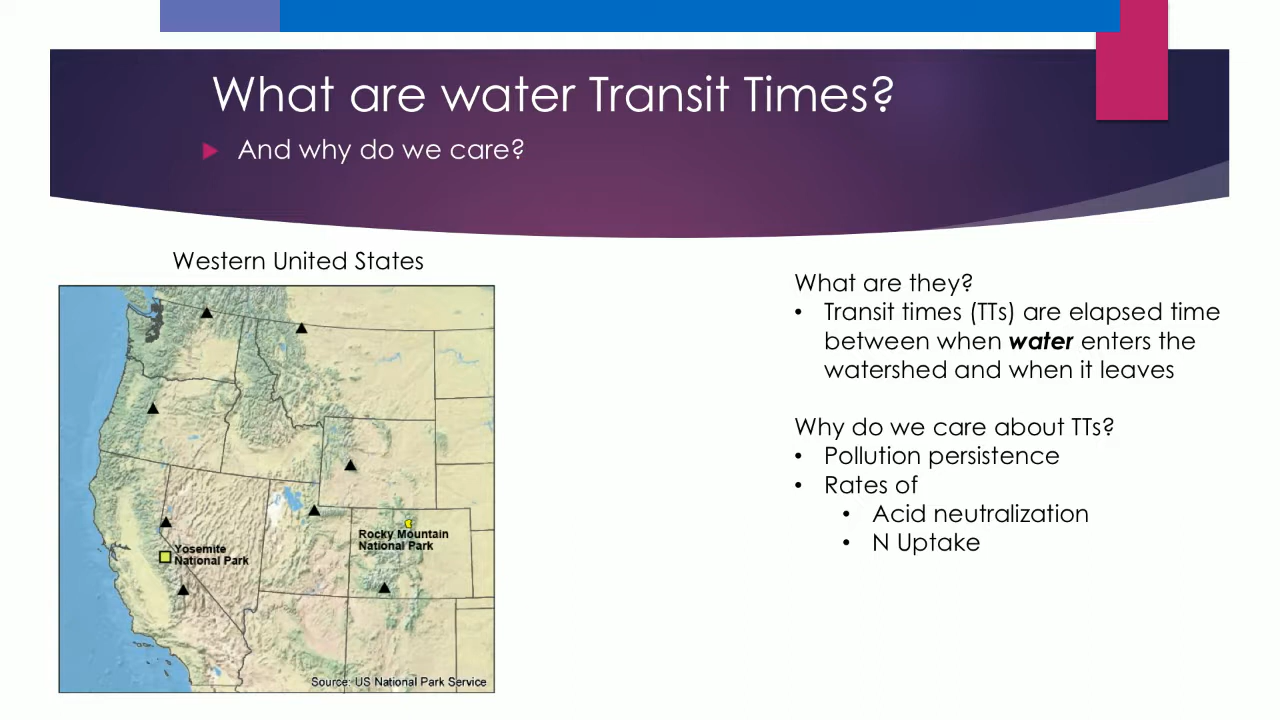 What are water Transit Times?
And why do we care?
Western United States
Yosemite
National Park
Rocky Mountain
National Park
Source: US National Park Service
What are they?
• Transit times (TTs) are elapsed time
between when water enters the
watershed and when it leaves
Why do we care about TTs?
• Pollution persistence
• Rates of
• Acid neutralization
• N Uptake